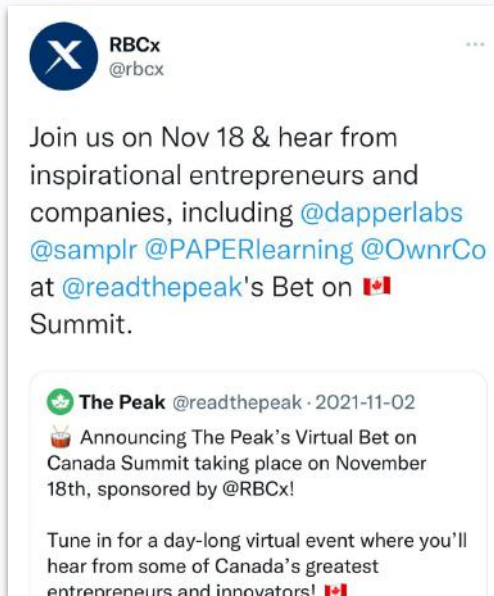 RBCx
@rbcx
Join us on Nov 18 & hear from
inspirational entrepreneurs and
companies, including @dapperlabs
@samplr @PAPERlearning @OwnrCo
at @readthepeak's Bet on 🇨🇦
Summit.
The Peak @readthepeak · 2021-11-02
🥁 Announcing The Peak's Virtual Bet on
Canada Summit taking place on November
18th, sponsored by @RBCx!
Tune in for a day-long virtual event where you'll
hear from some of Canada's greatest
entrepreneurs and innovators! 🇨🇦